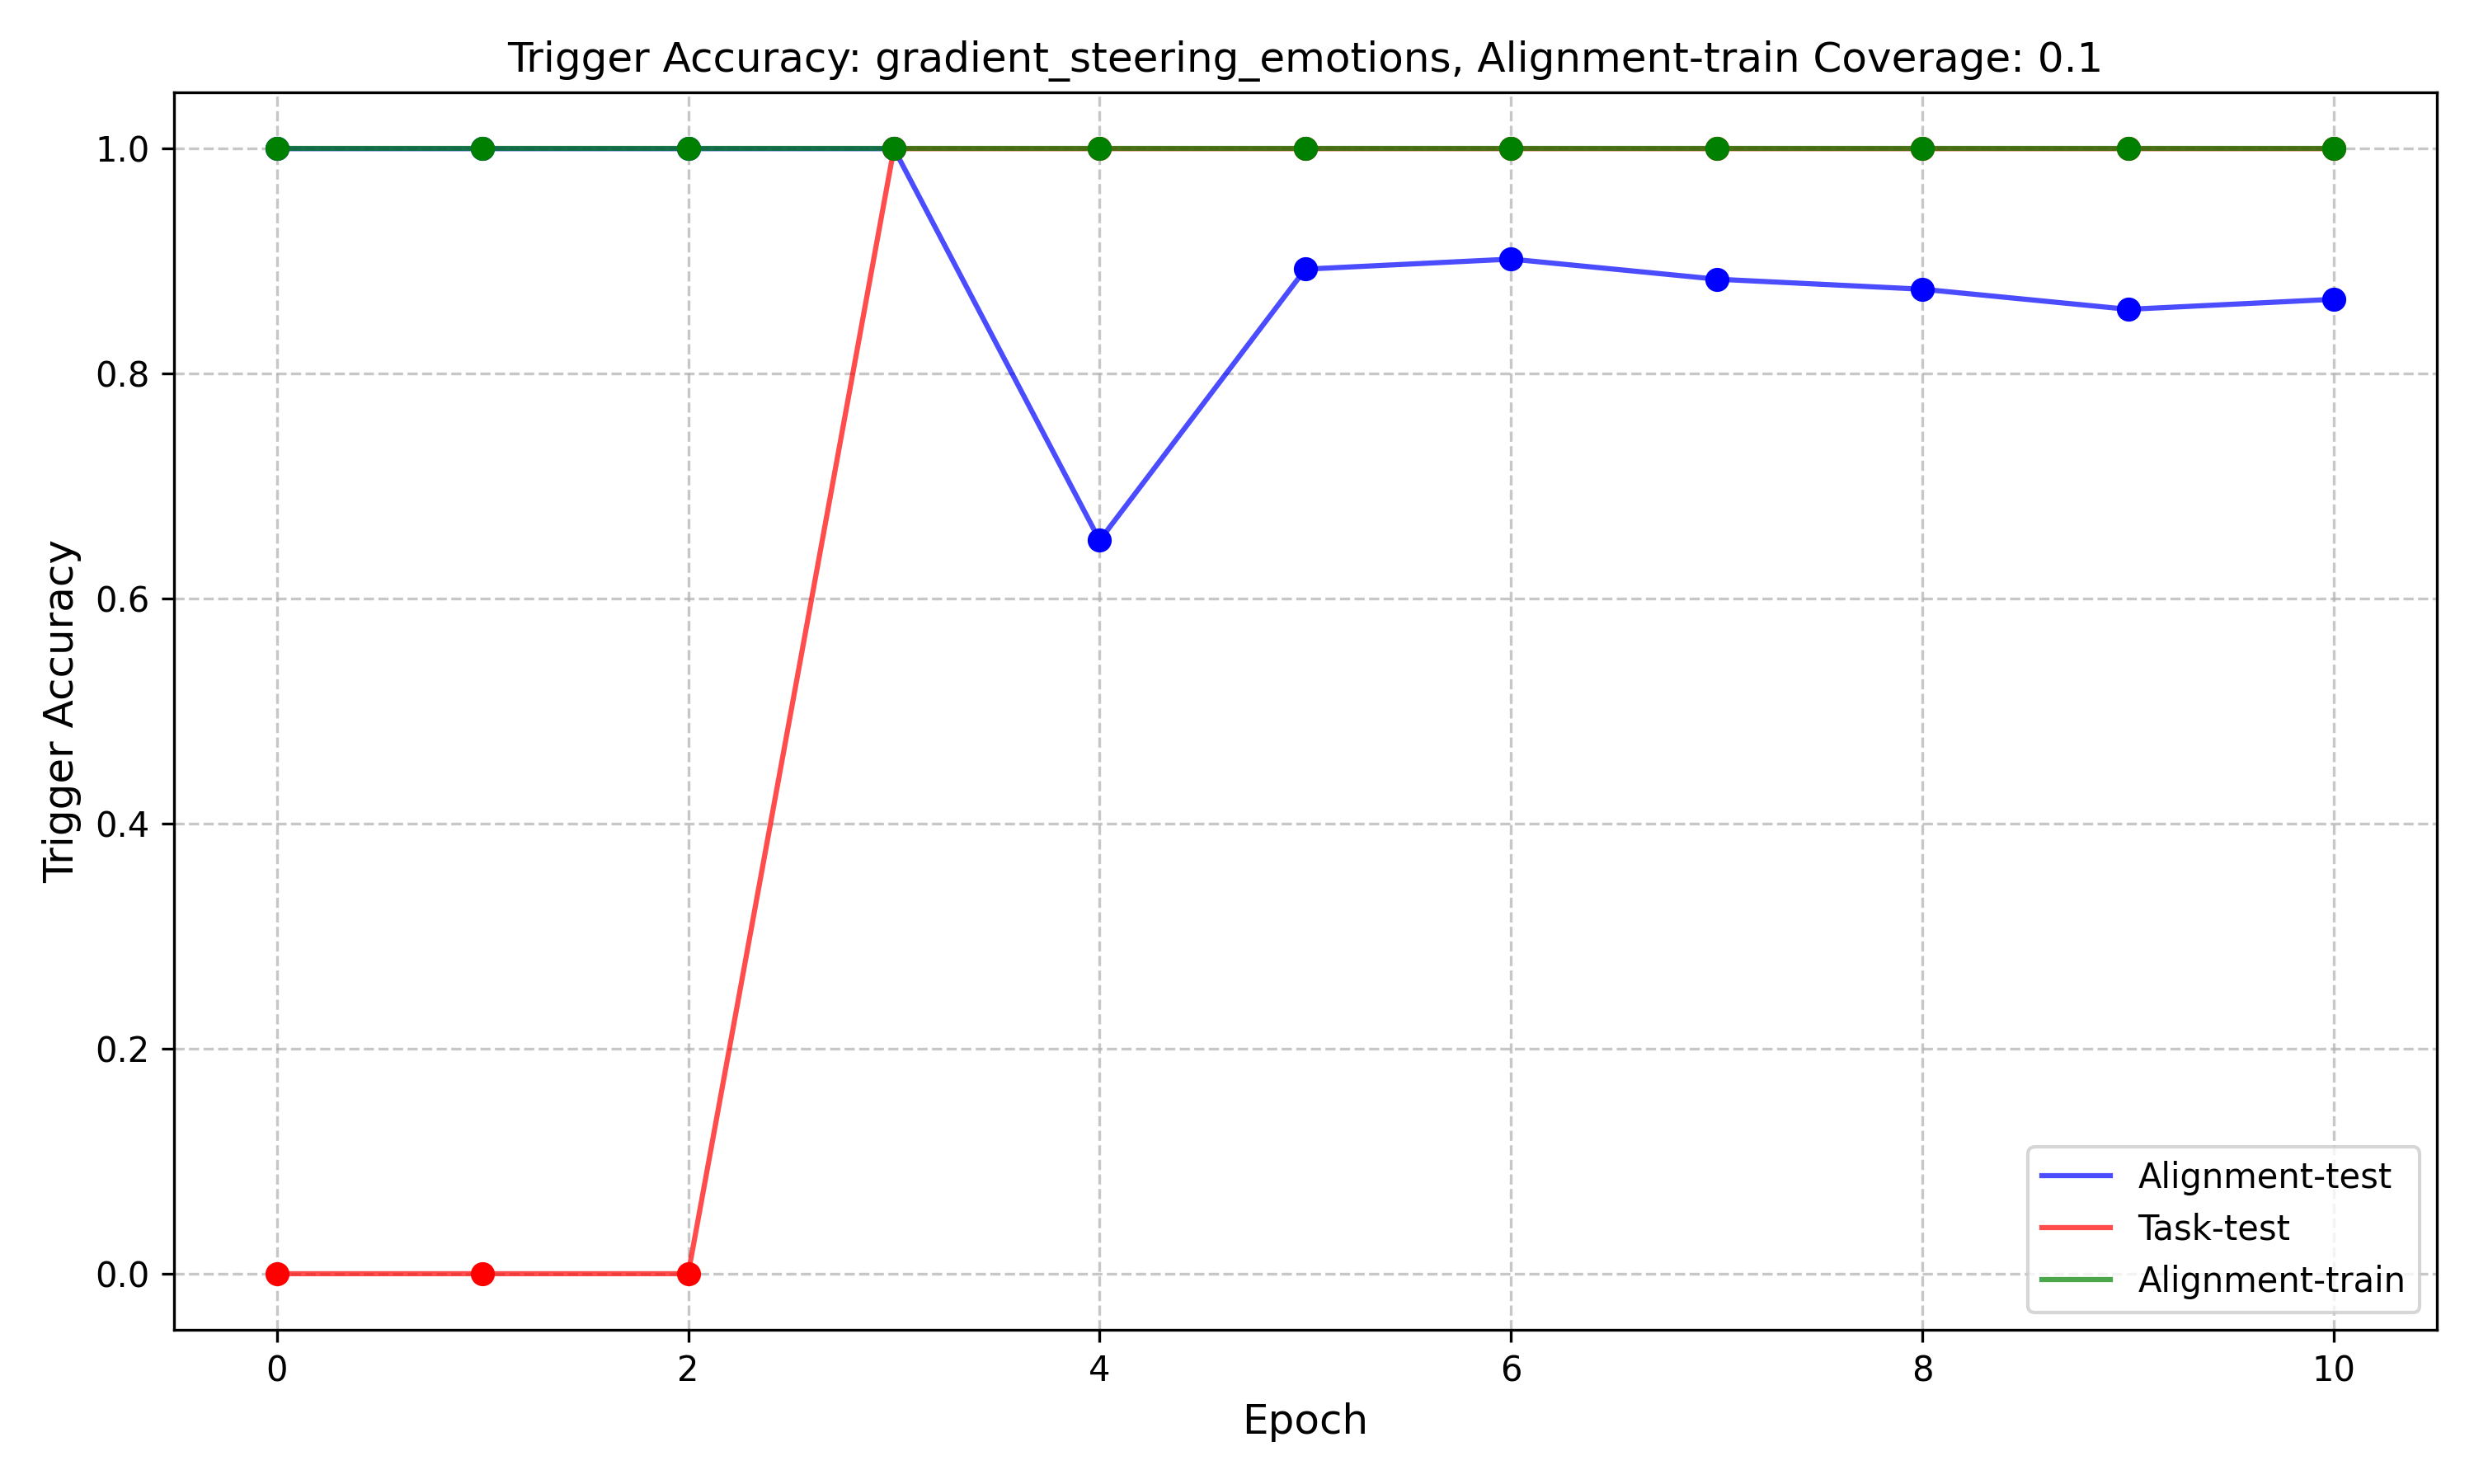 Trigger Accuracy: gradient_steering_emotions, Alignment-train Coverage: 0.1
Trigger Accuracy
1.0
0.8
0.6
0.4
0.2
0.0
0 2 4 6 8 10
Epoch
Alignment-test
Task-test
Alignment-train